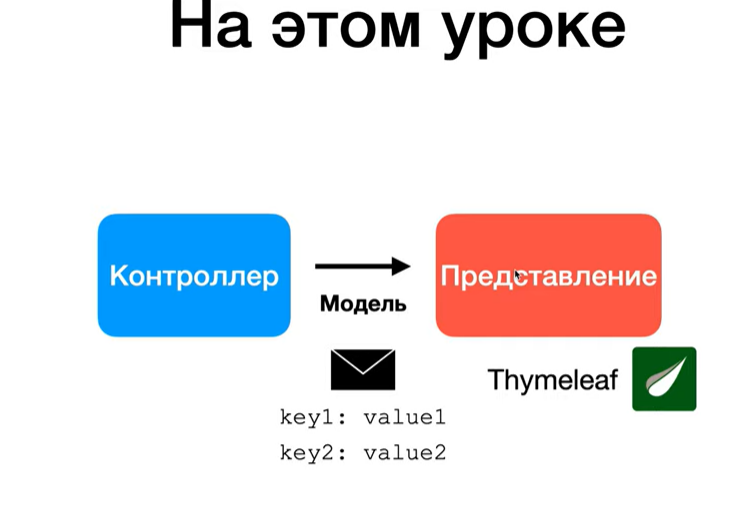 На этом уроке
Контроллер
Модель
Представление
Thymeleaf
key1: value1
key2: value2